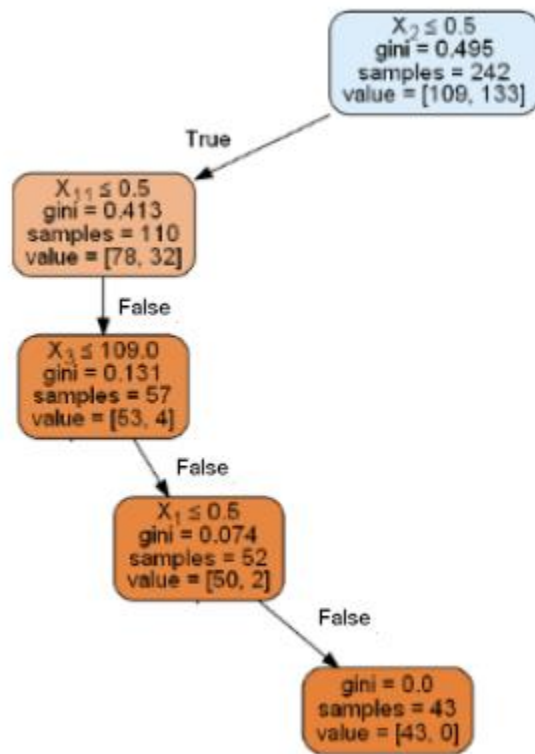 X₂ ≤ 0.5
gini = 0.495
samples = 242
value = [109, 133]
True
X₁₁ ≤ 0.5
gini = 0.413
samples = 110
value = [78, 32]
False
X₃ ≤ 109.0
gini = 0.131
samples = 57
value = [53, 4]
False
X₁ ≤ 0.5
gini = 0.074
samples = 52
value = [50, 2]
False
gini = 0.0
samples = 43
value = [43, 0]